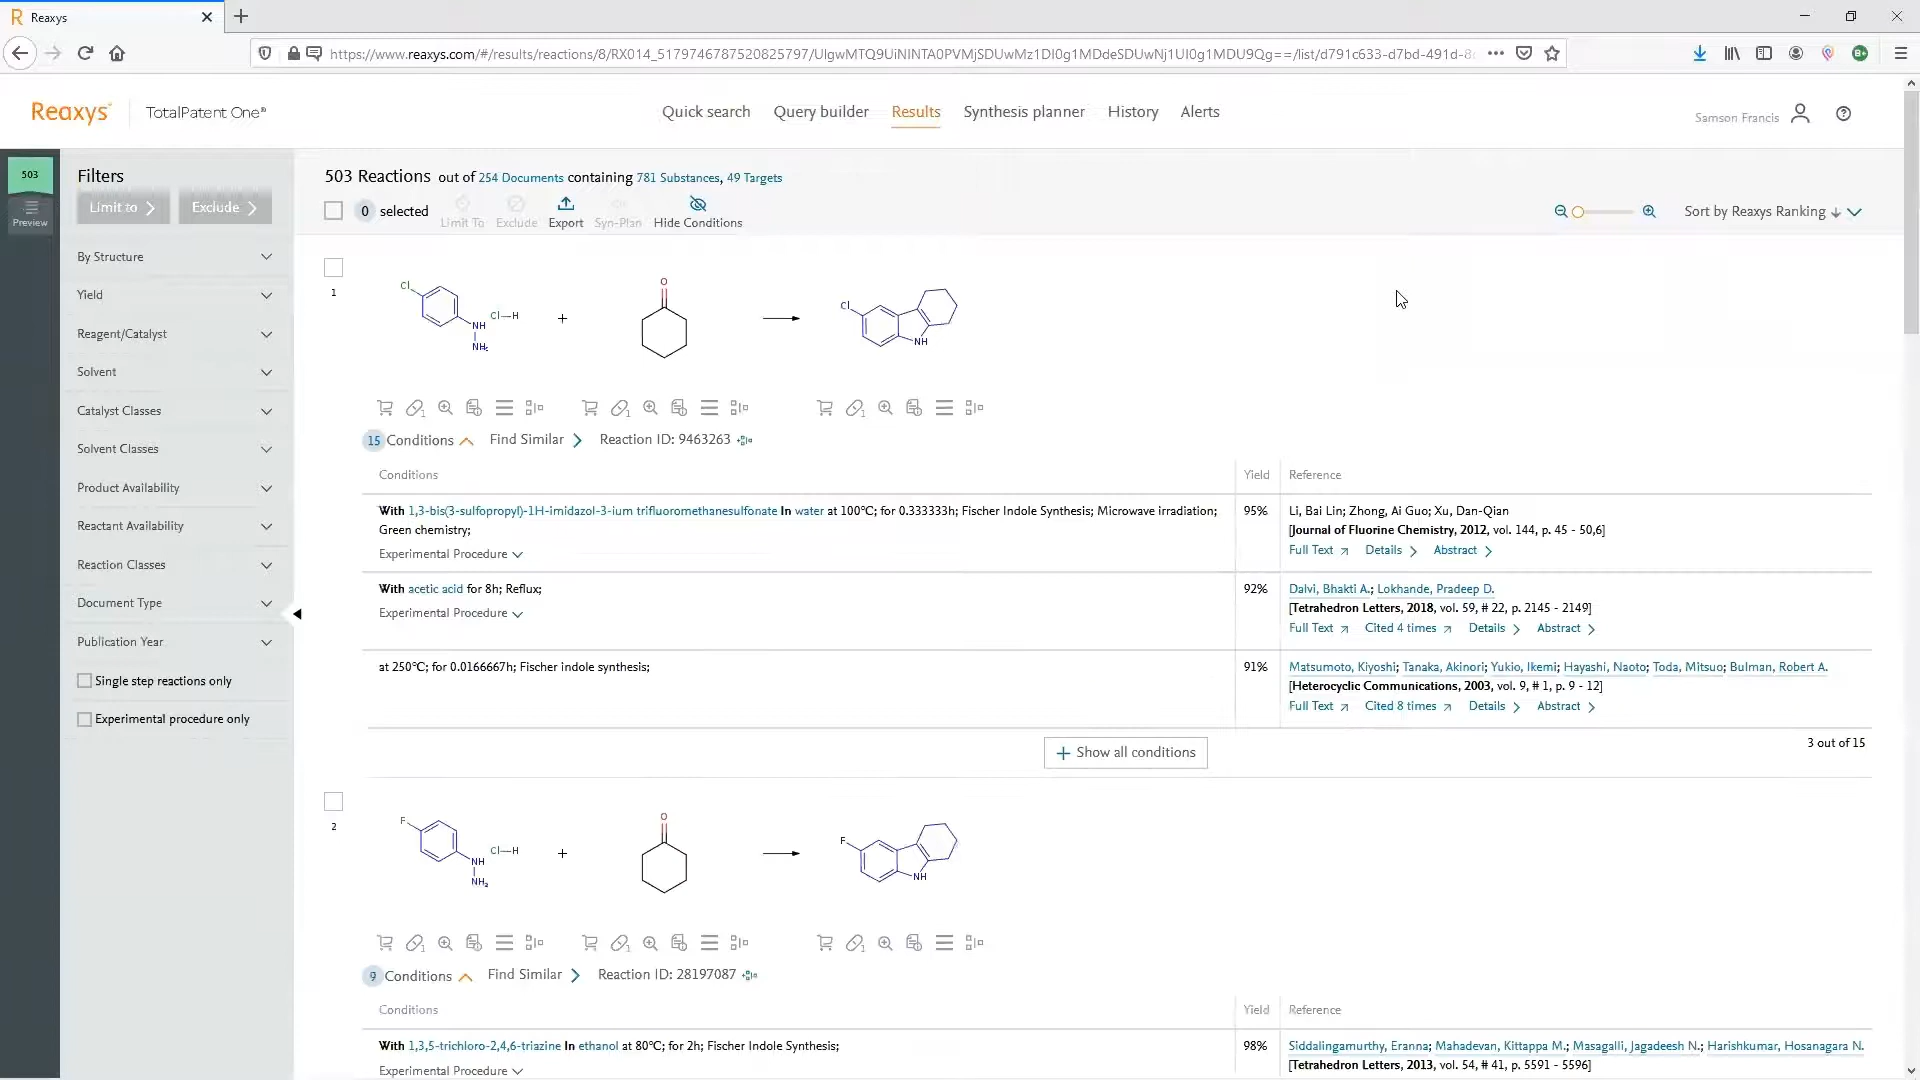 Reaxys
https://www.reaxys.com/#/results/reactions/8/RX014_5179746787520825797/
Reaxys
TotalPatent One®
Quick search
Query builder
Results
Synthesis planner
History
Alerts
Samson Francis
503
Preview
Filters
Limit to
Exclude
By Structure
Yield
Reagent/Catalyst
Solvent
Catalyst Classes
Solvent Classes
Product Availability
Reactant Availability
Reaction Classes
Document Type
Publication Year
Single step reactions only
Experimental procedure only
503 Reactions out of 254 Documents containing 781 Substances, 49 Targets
0 selected
Limit To
Exclude
Export
Syn-Plan
Hide Conditions
Sort by Reaxys Ranking
1
Cl
NH
NH₂
Cl—H
+
O
Cl
NH
15 Conditions
Find Similar
Reaction ID: 9463263
Conditions
Yield
Reference
With 1,3-bis(3-sulfopropyl)-1H-imidazol-3-ium trifluoromethanesulfonate In water at 100°C; for 0.333333h; Fischer Indole Synthesis; Microwave irradiation;
Green chemistry;
Experimental Procedure
95%
Li, Bai Lin; Zhong, Ai Guo; Xu, Dan-Qian
[Journal of Fluorine Chemistry, 2012, vol. 144, p. 45 - 50,6]
Full Text
Details
Abstract
With acetic acid for 8h; Reflux;
Experimental Procedure
92%
Dalvi, Bhakti A.; Lokhande, Pradeep D.
[Tetrahedron Letters, 2018, vol. 59, # 22, p. 2145 - 2149]
Full Text
Cited 4 times
Details
Abstract
at 250°C; for 0.0166667h; Fischer indole synthesis;
91%
Matsumoto, Kiyoshi; Tanaka, Akinori; Yukio, Ikemi; Hayashi, Naoto; Toda, Mitsuo; Bulman, Robert A.
[Heterocyclic Communications, 2003, vol. 9, # 1, p. 9 - 12]
Full Text
Cited 8 times
Details
Abstract
+ Show all conditions
3 out of 15
2
F
NH
NH₂
Cl—H
+
O
F
NH
9 Conditions
Find Similar
Reaction ID: 28197087
Conditions
Yield
Reference
With 1,3,5-trichloro-2,4,6-triazine In ethanol at 80°C; for 2h; Fischer Indole Synthesis;
Experimental Procedure
98%
Siddalingamurthy, Eranna; Mahadevan, Kittappa M.; Masagalli, Jagadeesh N.; Harishkumar, Hosanagara N.
[Tetrahedron Letters, 2013, vol. 54, # 41, p. 5591 - 5596]